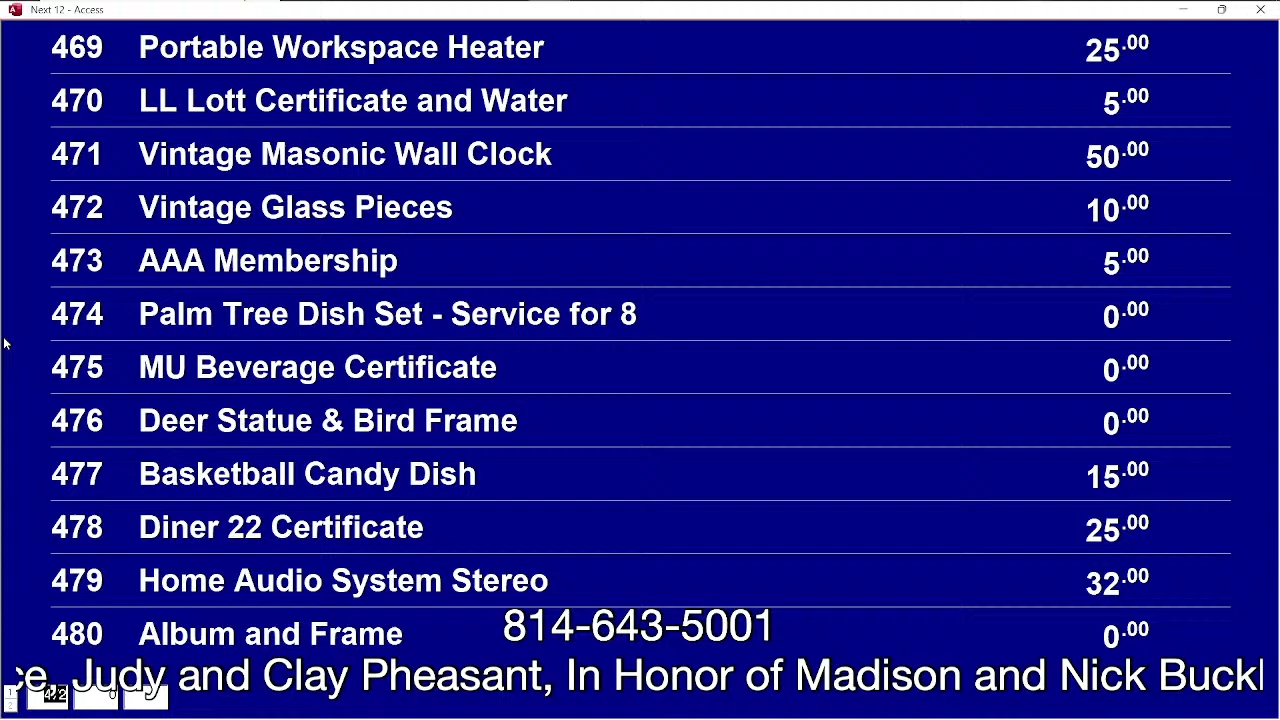 Next 12 - Access
469 Portable Workspace Heater 25.00
470 LL Lott Certificate and Water 5.00
471 Vintage Masonic Wall Clock 50.00
472 Vintage Glass Pieces 10.00
473 AAA Membership 5.00
474 Palm Tree Dish Set - Service for 8 0.00
475 MU Beverage Certificate 0.00
476 Deer Statue & Bird Frame 0.00
477 Basketball Candy Dish 15.00
478 Diner 22 Certificate 25.00
479 Home Audio System Stereo 32.00
480 Album and Frame 0.00
814-643-5001
ce, Judy and Clay Pheasant, In Honor of Madison and Nick Buckl
472